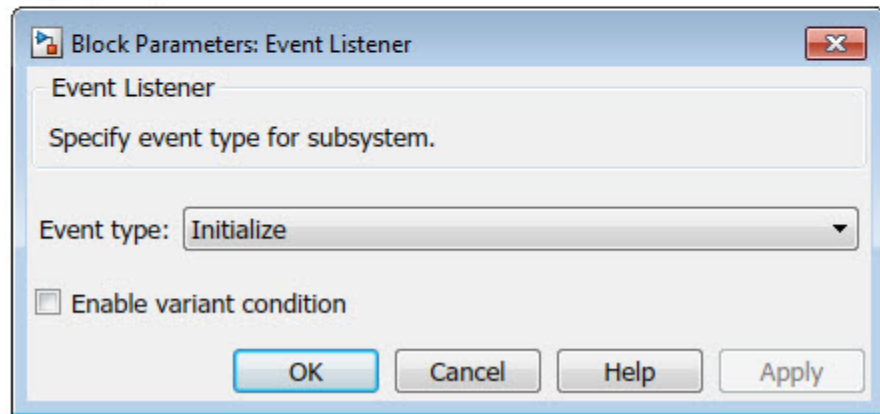 Block Parameters: Event Listener
Event Listener
Specify event type for subsystem.
Event type: Initialize
Enable variant condition
OK Cancel Help Apply